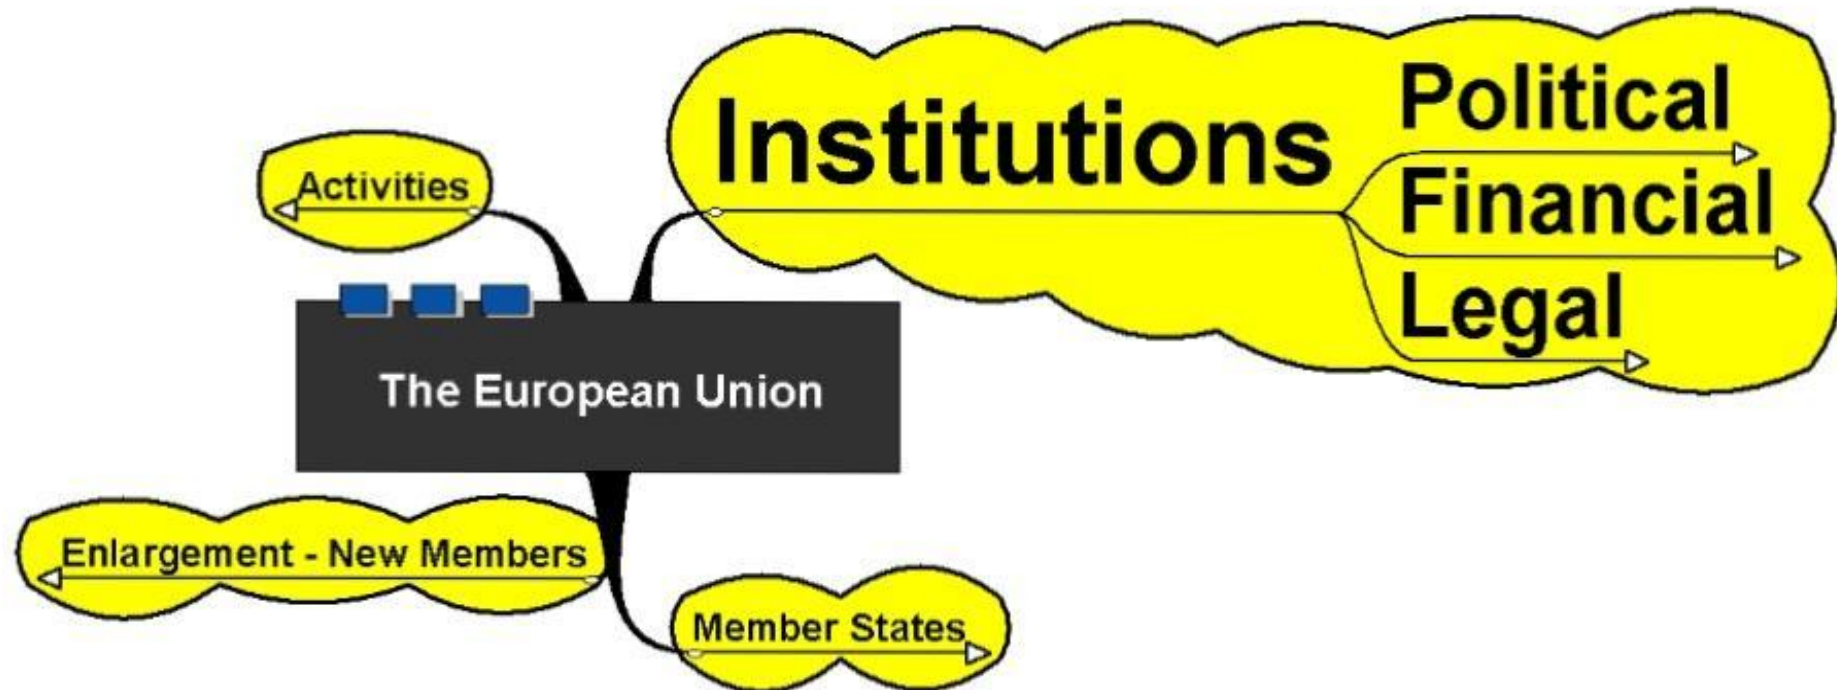 Institutions
Political
Financial
Legal
Activities
The European Union
Enlargement - New Members
Member States